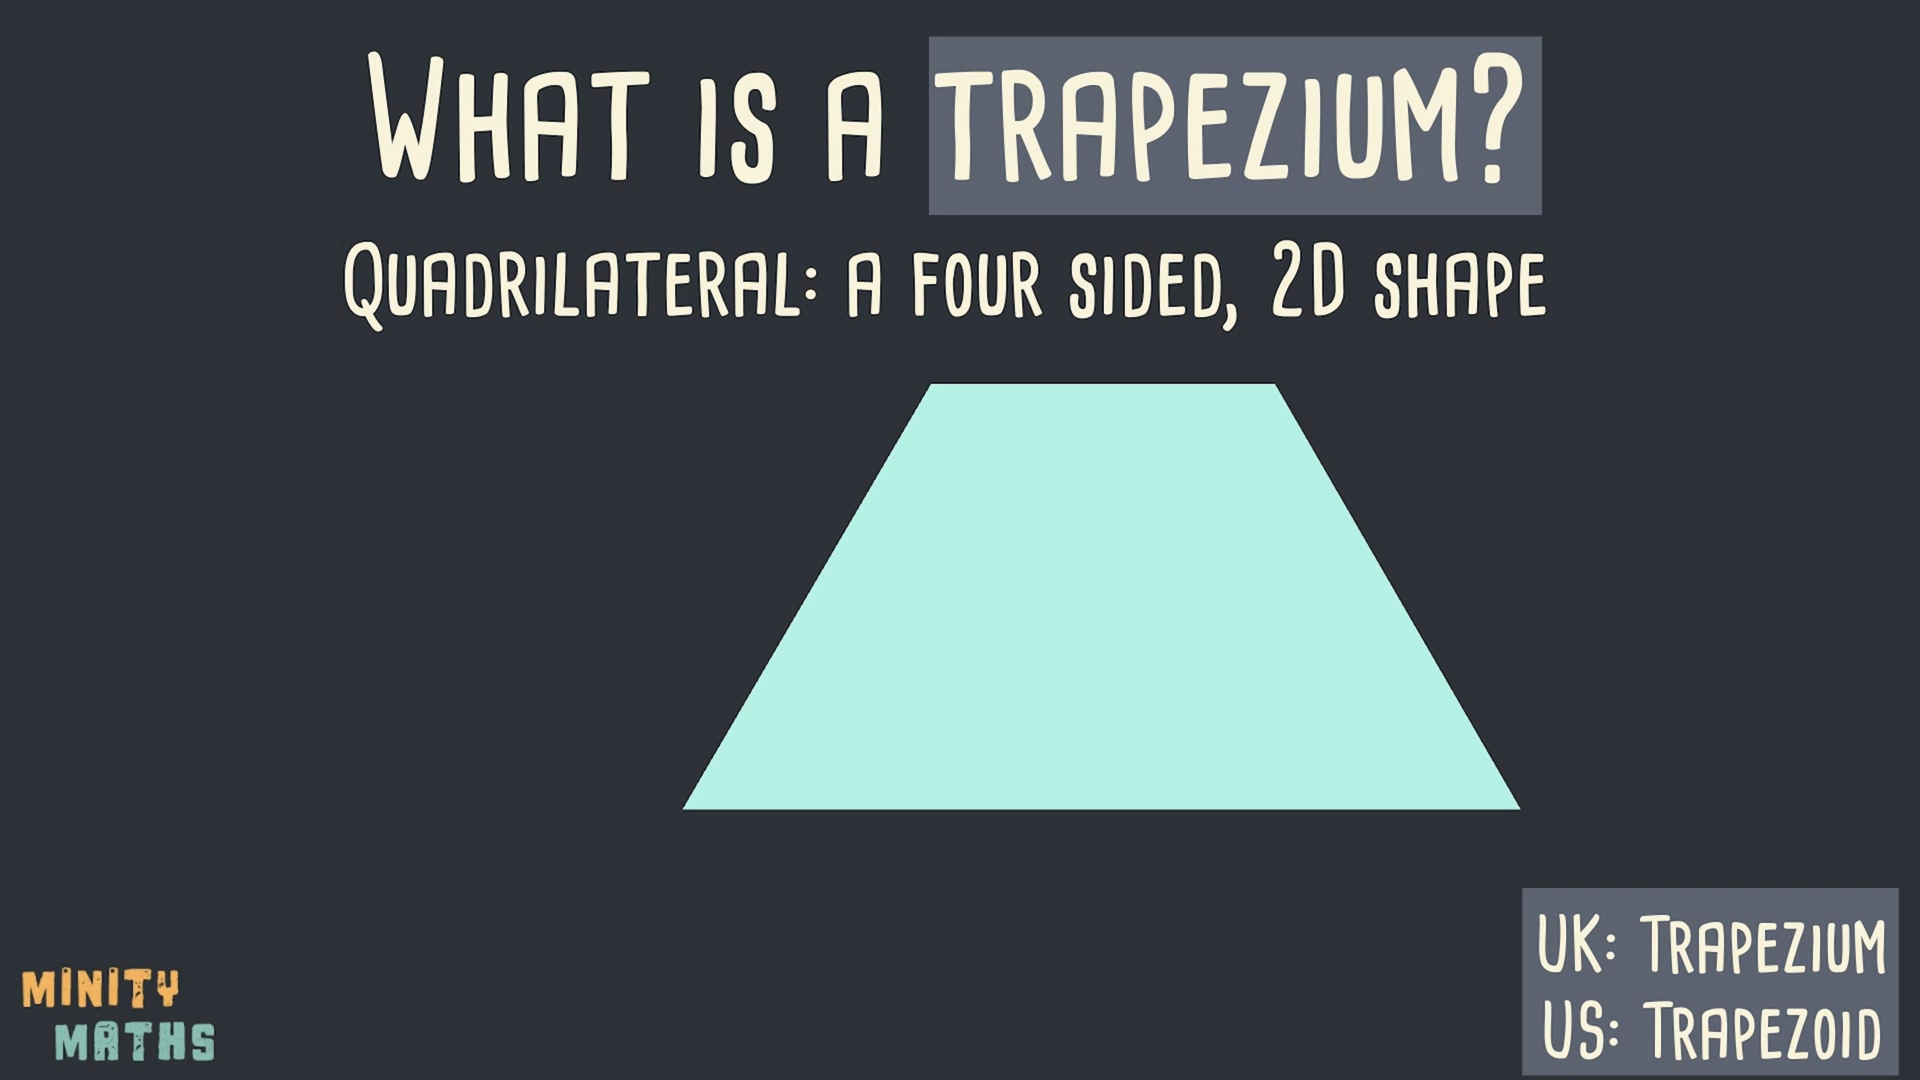 What is a trapezium?
Quadrilateral: a four sided, 2D shape
UK: Trapezium
US: Trapezoid
MINITY
MATHS